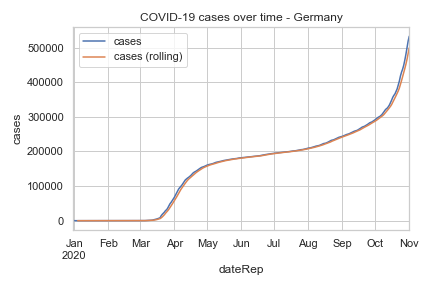 COVID-19 cases over time - Germany
cases
cases (rolling)
500000
400000
300000
200000
100000
0
cases
Jan Feb Mar Apr May Jun Jul Aug Sep Oct Nov
2020
dateRep